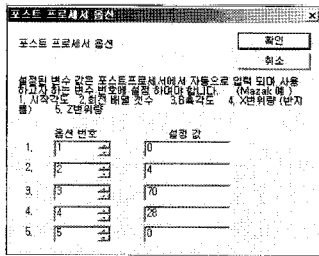 포스트 프로세서 옵션
포스트 프로세서 옵션
확인
취소
설정된 변수 값은 포스트프로세서에서 자동으로 입력 되며 사용
하고자 하는 변수 번호에 설정 하여야 합니다. (Mazak 예)
1, 시작각도 2,회전 배열 갯수 3,B축각도 4, X변위량 (반지
름) 5, Z변위량
옵션 번호 설정 값
1, 1 0
2, 2 4
3, 3 70
4, 4 28
5, 5 0